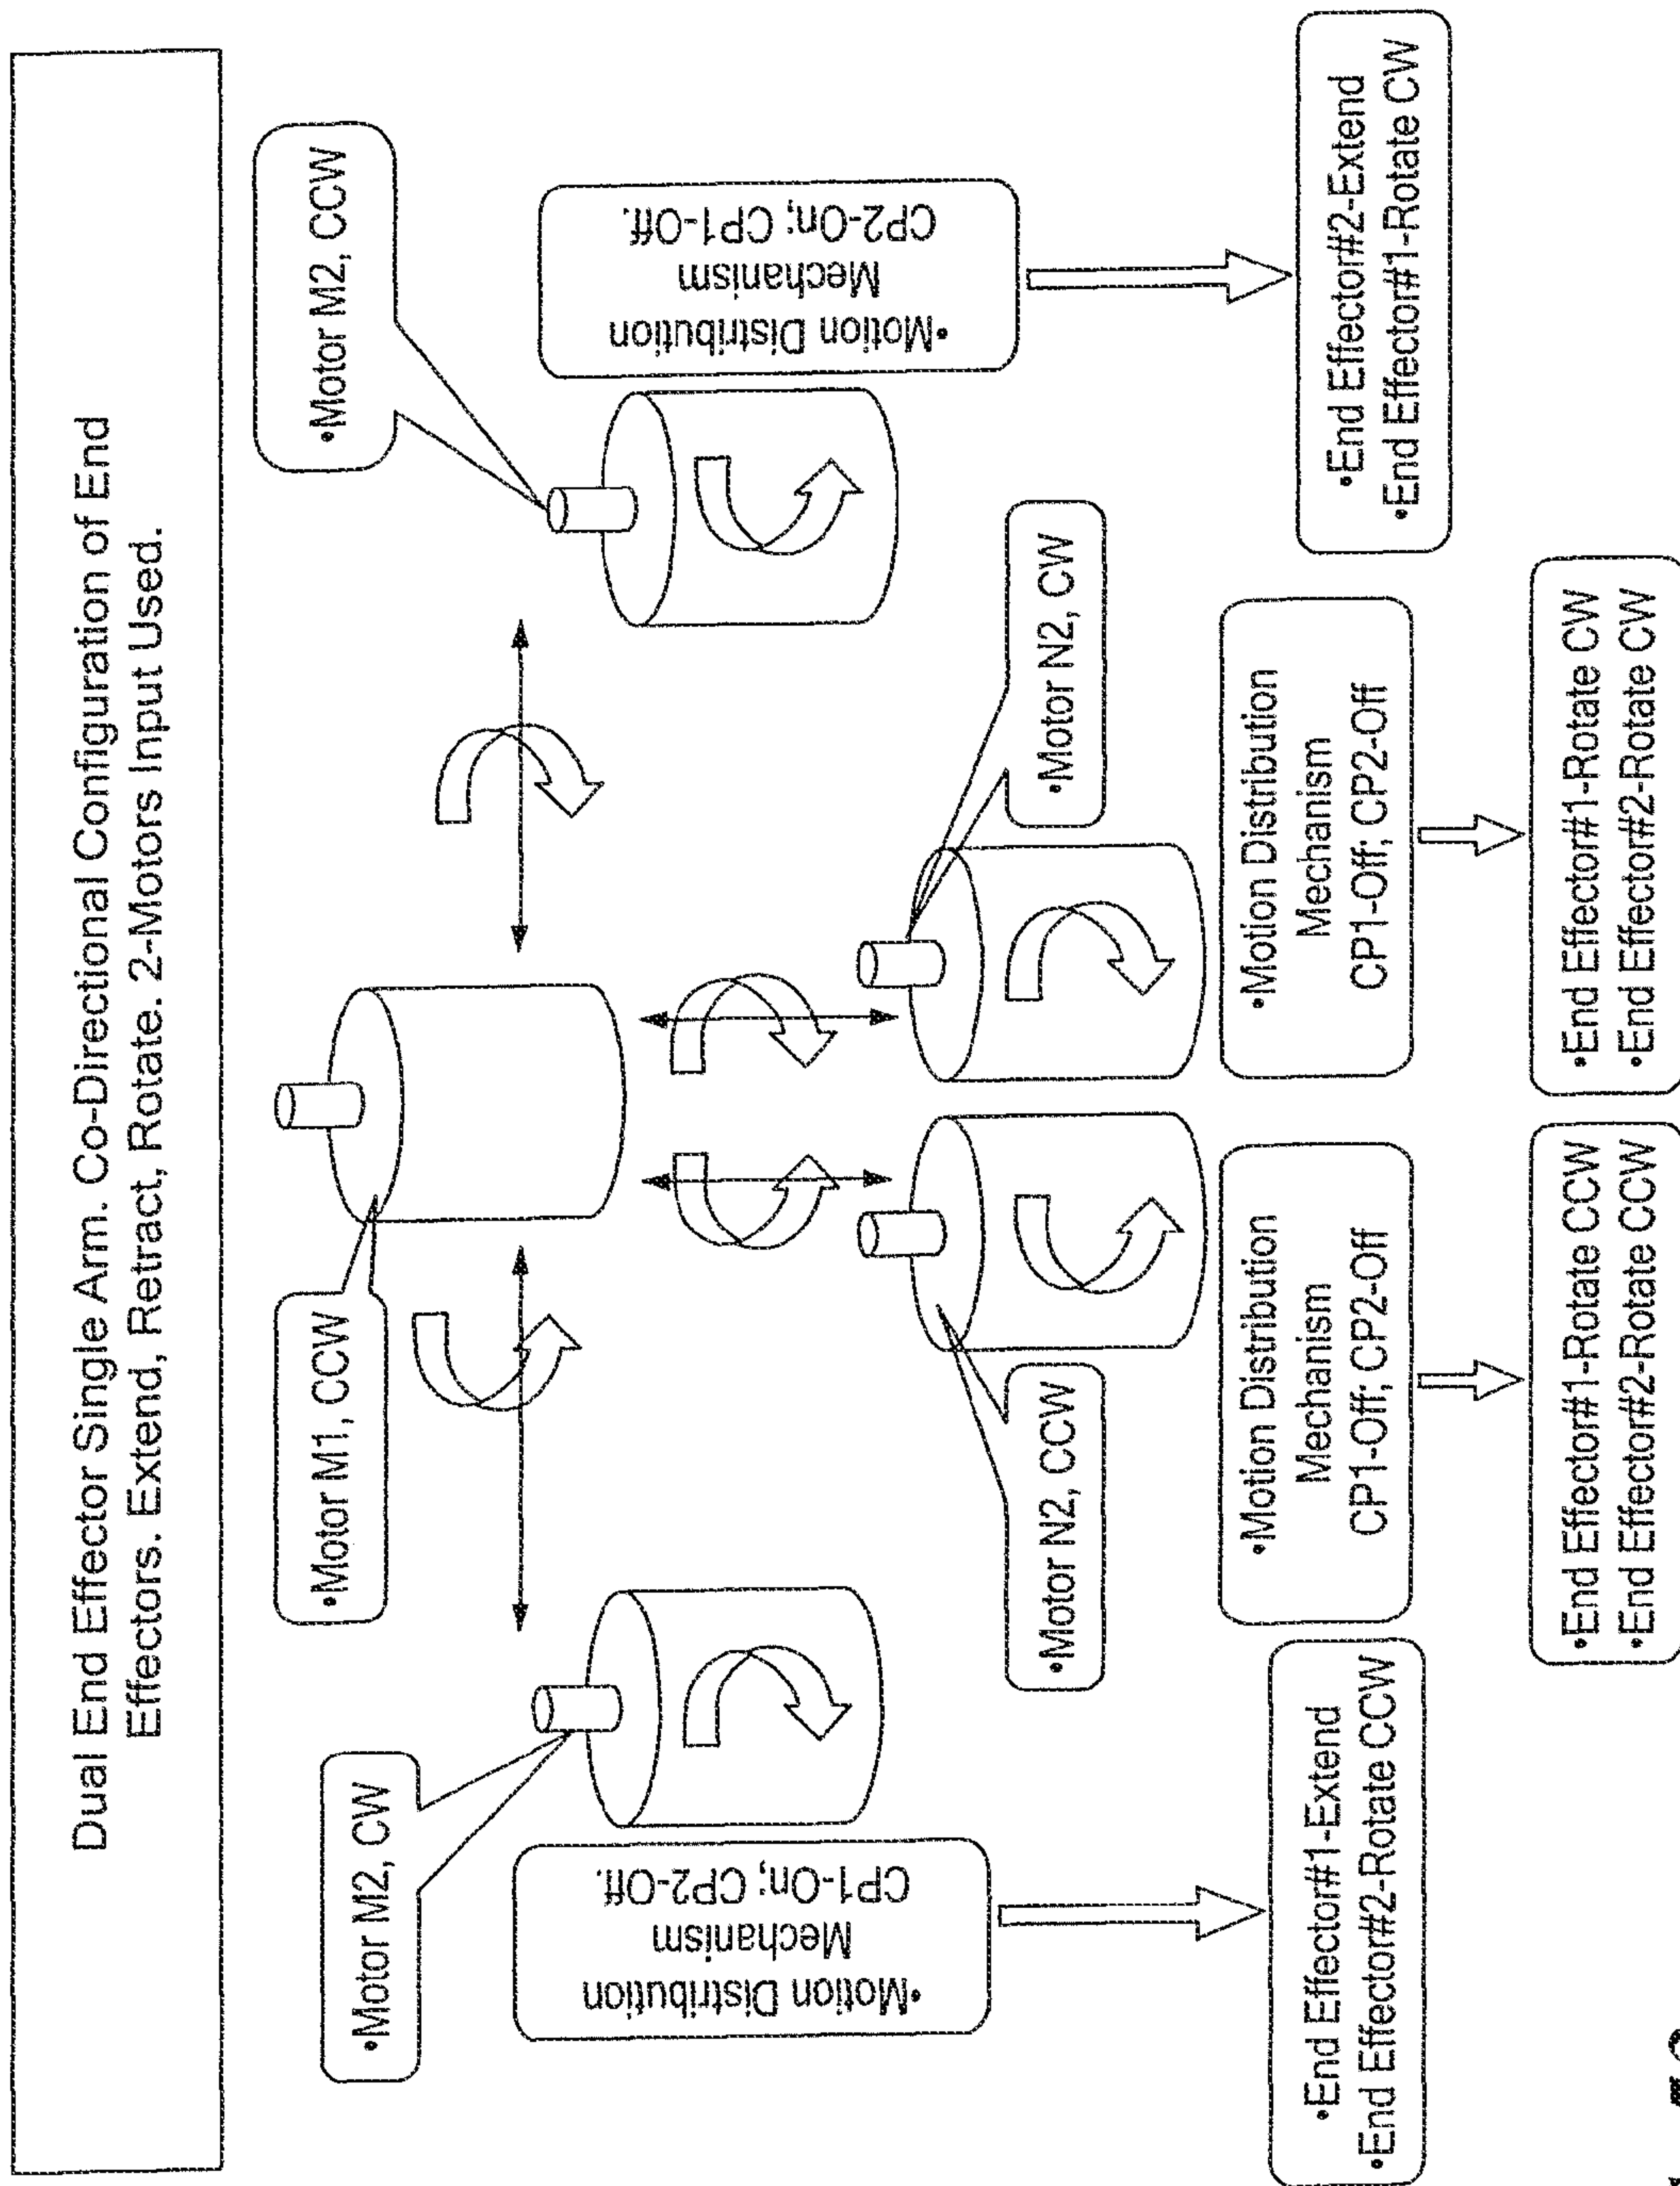 Dual End Effector Single Arm. Co-Directional Configuration of End
Effectors. Extend, Retract, Rotate. 2-Motors Input Used.
•Motor M1, CCW
•Motor M2, CW
•Motor M2, CCW
•Motion Distribution
Mechanism
CP1-On; CP2-Off.
•Motion Distribution
Mechanism
CP2-On; CP1-Off.
•Motor N2, CCW
•Motor N2, CW
•Motion Distribution
Mechanism
CP1-Off; CP2-Off
•Motion Distribution
Mechanism
CP1-Off; CP2-Off
•End Effector#1-Extend
•End Effector#2-Rotate CCW
•End Effector#2-Extend
•End Effector#1-Rotate CW
•End Effector#1-Rotate CCW
•End Effector#2-Rotate CCW
•End Effector#1-Rotate CW
•End Effector#2-Rotate CW